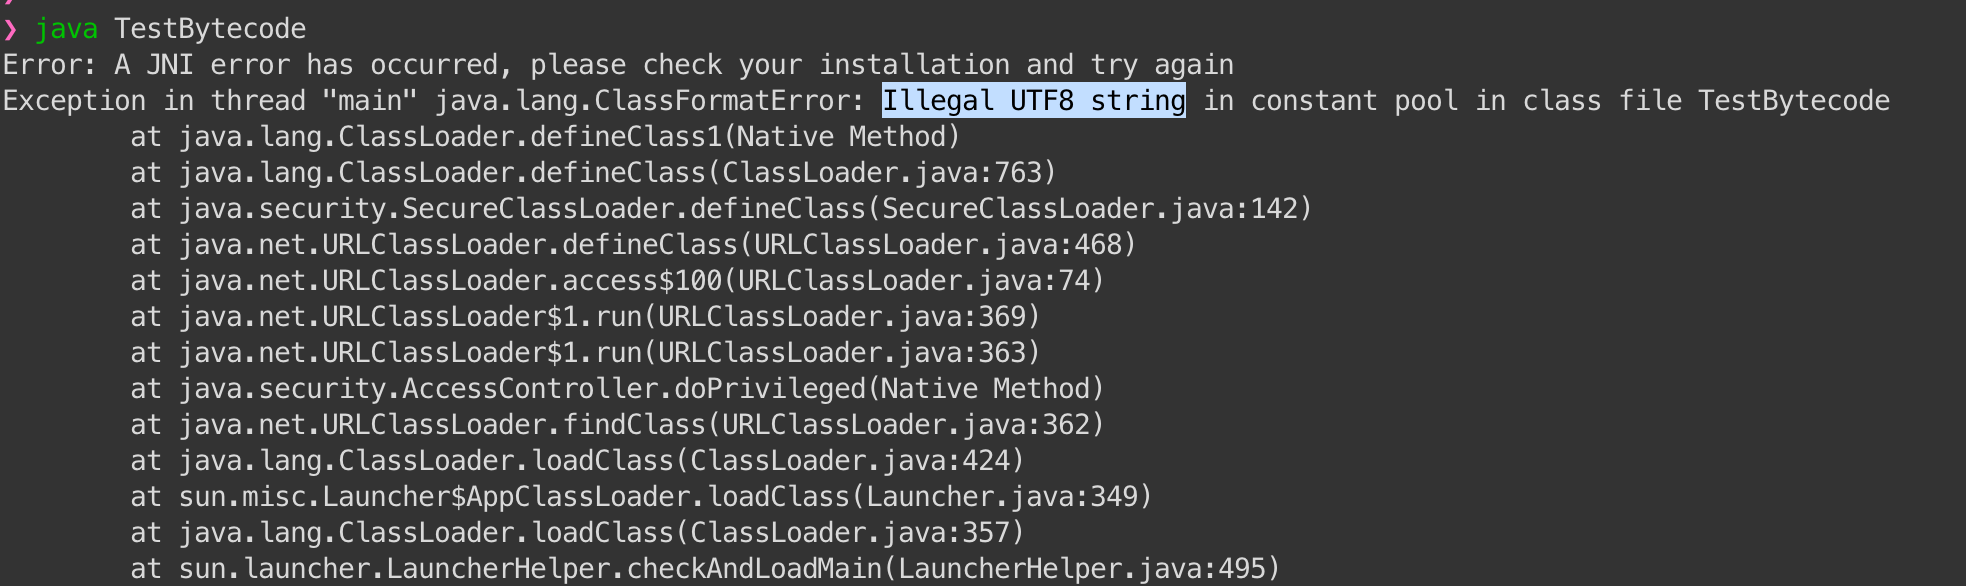 ❯ java TestBytecode
Error: A JNI error has occurred, please check your installation and try again
Exception in thread "main" java.lang.ClassFormatError: Illegal UTF8 string in constant pool in class file TestBytecode
at java.lang.ClassLoader.defineClass1(Native Method)
at java.lang.ClassLoader.defineClass(ClassLoader.java:763)
at java.security.SecureClassLoader.defineClass(SecureClassLoader.java:142)
at java.net.URLClassLoader.defineClass(URLClassLoader.java:468)
at java.net.URLClassLoader.access$100(URLClassLoader.java:74)
at java.net.URLClassLoader$1.run(URLClassLoader.java:369)
at java.net.URLClassLoader$1.run(URLClassLoader.java:363)
at java.security.AccessController.doPrivileged(Native Method)
at java.net.URLClassLoader.findClass(URLClassLoader.java:362)
at java.lang.ClassLoader.loadClass(ClassLoader.java:424)
at sun.misc.Launcher$AppClassLoader.loadClass(Launcher.java:349)
at java.lang.ClassLoader.loadClass(ClassLoader.java:357)
at sun.launcher.LauncherHelper.checkAndLoadMain(LauncherHelper.java:495)